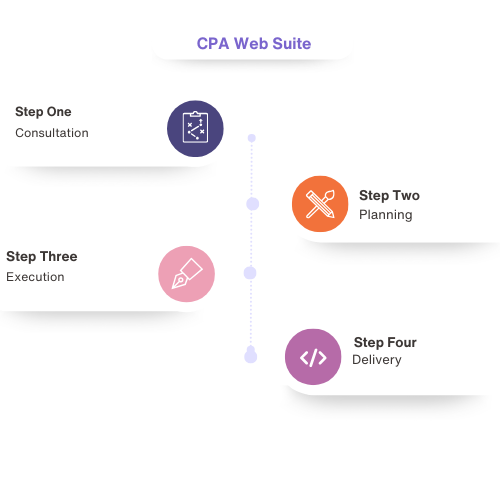 CPA Web Suite
Step One
Consultation
Step Two
Planning
Step Three
Execution
Step Four
Delivery